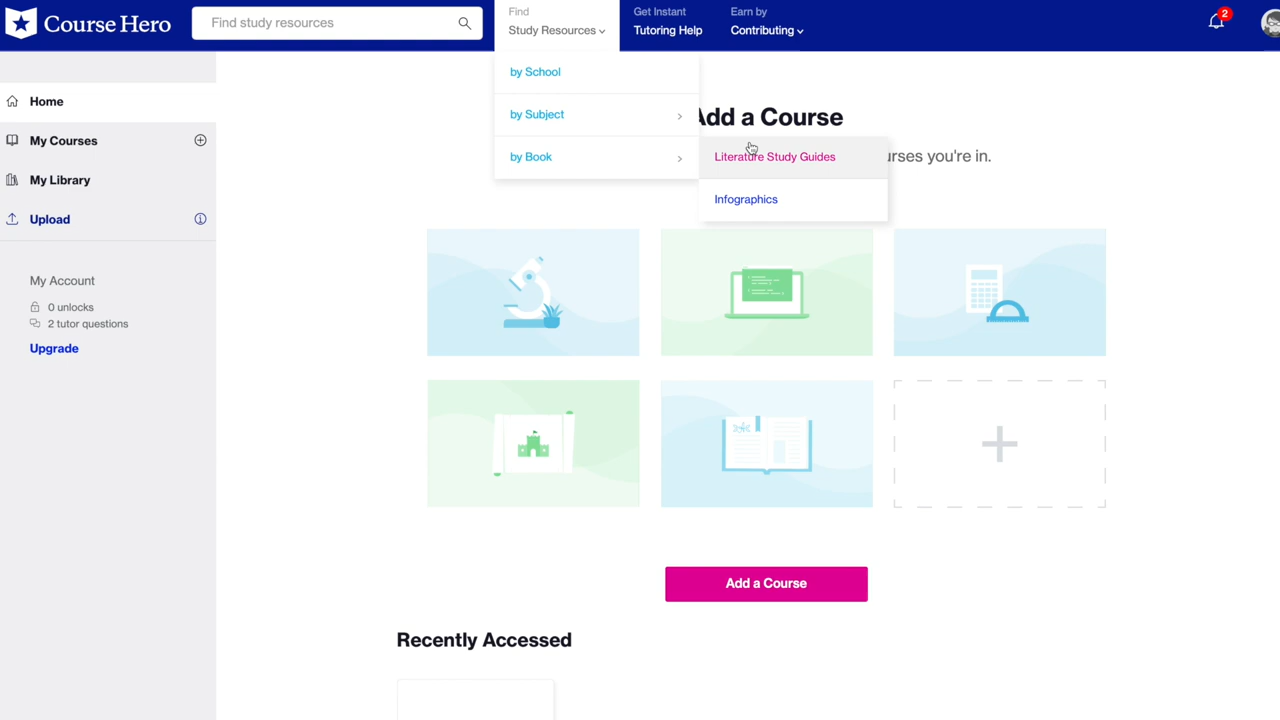 Course Hero
Find study resources
Find
Study Resources
Get Instant
Tutoring Help
Earn by
Contributing
2
by School
by Subject
by Book
Literature Study Guides
Infographics
Home
My Courses
My Library
Upload
My Account
0 unlocks
2 tutor questions
Upgrade
Add a Course
urses you're in.
Add a Course
Recently Accessed